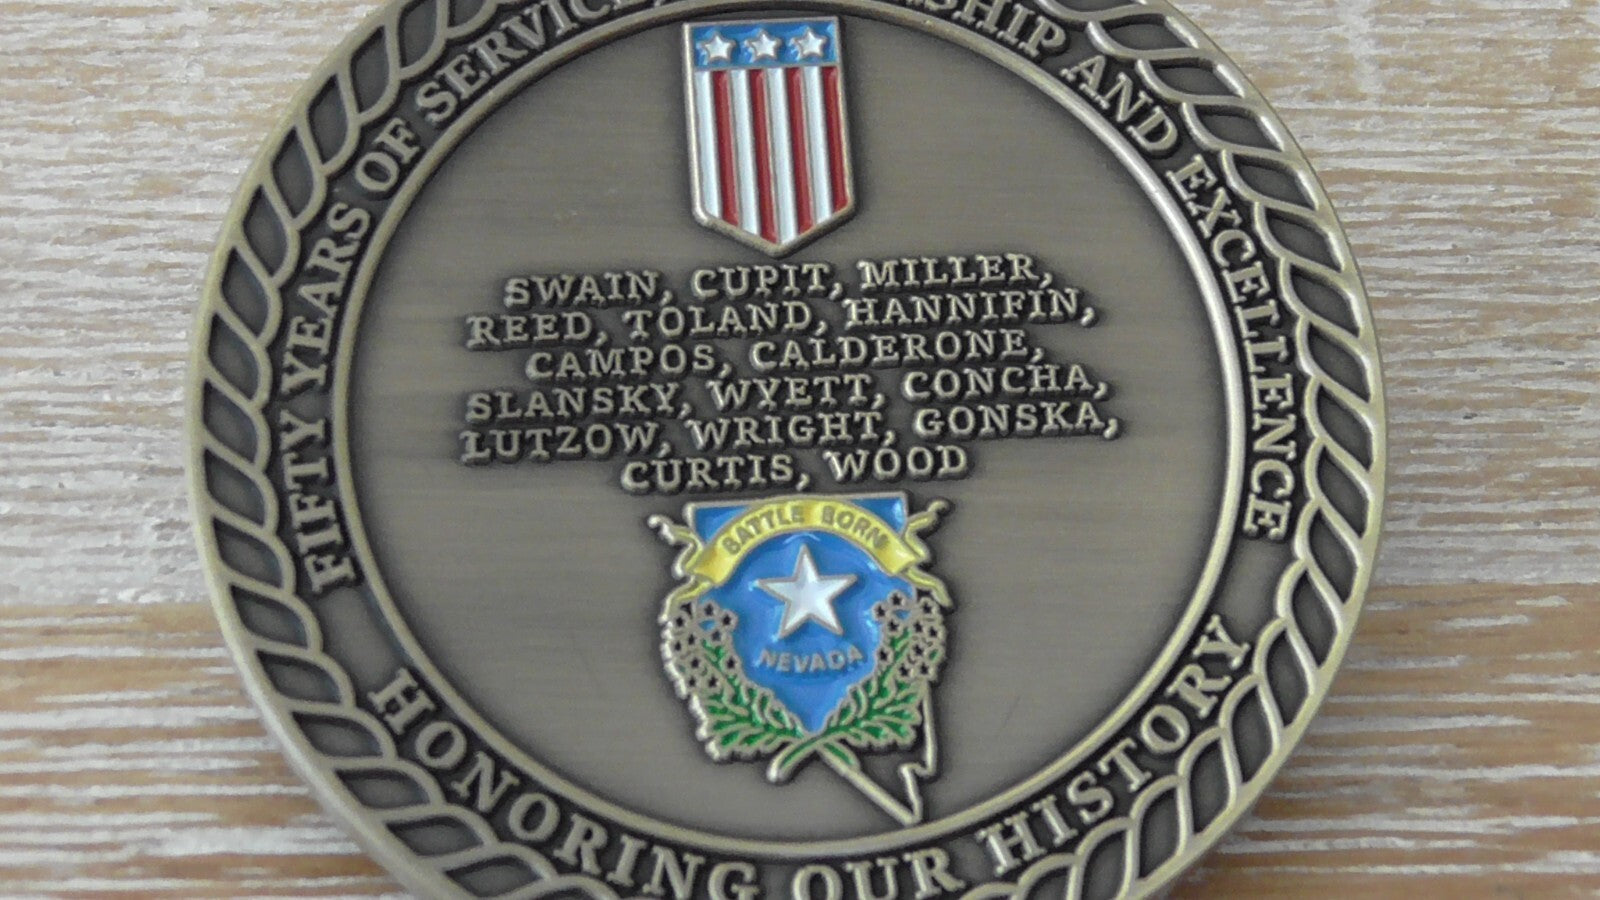 FIFTY YEARS OF SERVICE, AND EXCELLENCE
SWAIN, CUPIT, MILLER,
REED, TOLAND, HANNIFIN,
CAMPOS, CALDERONE,
SLANSKY, WYETT, CONCHA,
LUTZOW, WRIGHT, GONSKA,
CURTIS, WOOD
BATTLE BORN
NEVADA
HONORING OUR HISTORY